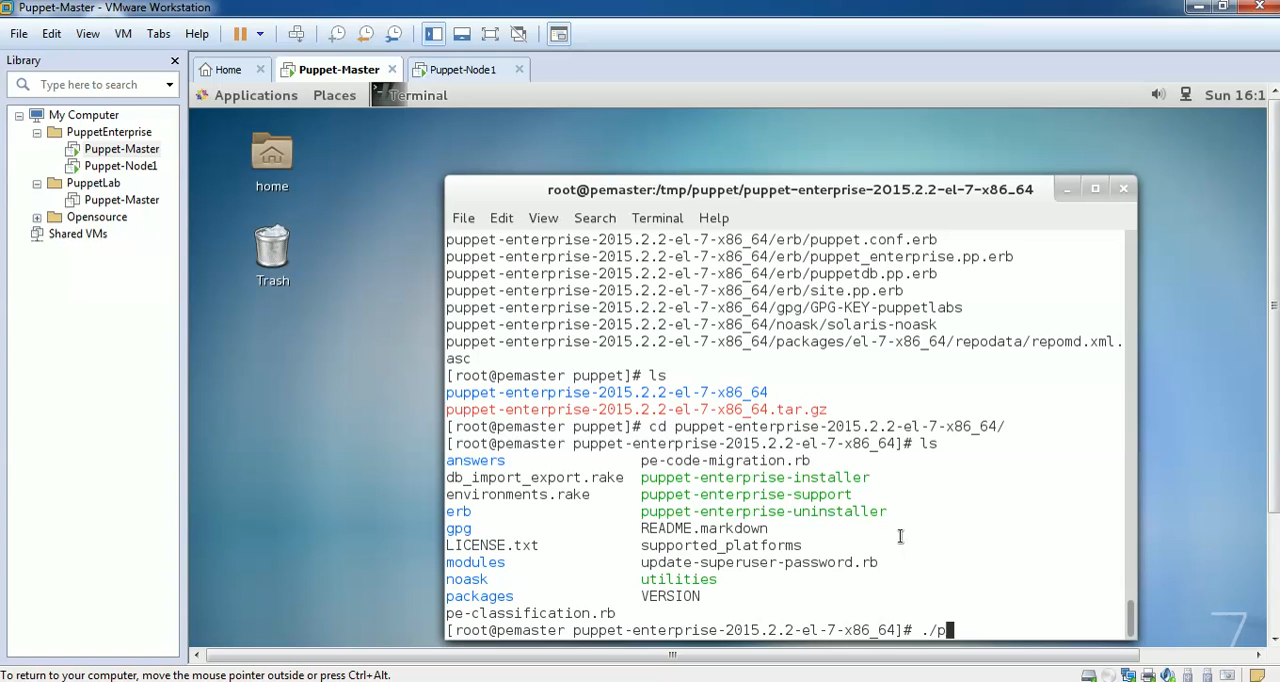 Puppet-Master - VMware Workstation
File Edit View VM Tabs Help
Library
Type here to search
My Computer
PuppetEnterprise
Puppet-Master
Puppet-Node1
PuppetLab
Puppet-Master
Opensource
Shared VMs
Home Puppet-Master Puppet-Node1
Applications Places Terminal Sun 16:1
home
Trash
root@pemaster:/tmp/puppet/puppet-enterprise-2015.2.2-el-7-x86_64
File Edit View Search Terminal Help
puppet-enterprise-2015.2.2-el-7-x86_64/erb/puppet.conf.erb
puppet-enterprise-2015.2.2-el-7-x86_64/erb/puppet_enterprise.pp.erb
puppet-enterprise-2015.2.2-el-7-x86_64/erb/puppetdb.pp.erb
puppet-enterprise-2015.2.2-el-7-x86_64/erb/site.pp.erb
puppet-enterprise-2015.2.2-el-7-x86_64/gpg/GPG-KEY-puppetlabs
puppet-enterprise-2015.2.2-el-7-x86_64/noask/solaris-noask
puppet-enterprise-2015.2.2-el-7-x86_64/packages/el-7-x86_64/repodata/repomd.xml.
asc
[root@pemaster puppet]# ls
puppet-enterprise-2015.2.2-el-7-x86_64
puppet-enterprise-2015.2.2-el-7-x86_64.tar.gz
[root@pemaster puppet]# cd puppet-enterprise-2015.2.2-el-7-x86_64/
[root@pemaster puppet-enterprise-2015.2.2-el-7-x86_64]# ls
answers pe-code-migration.rb
db_import_export.rake puppet-enterprise-installer
environments.rake puppet-enterprise-support
erb puppet-enterprise-uninstaller
gpg README.markdown
LICENSE.txt supported_platforms
modules update-superuser-password.rb
noask utilities
packages VERSION
pe-classification.rb
[root@pemaster puppet-enterprise-2015.2.2-el-7-x86_64]# ./p
7
To return to your computer, move the mouse pointer outside or press Ctrl+Alt.